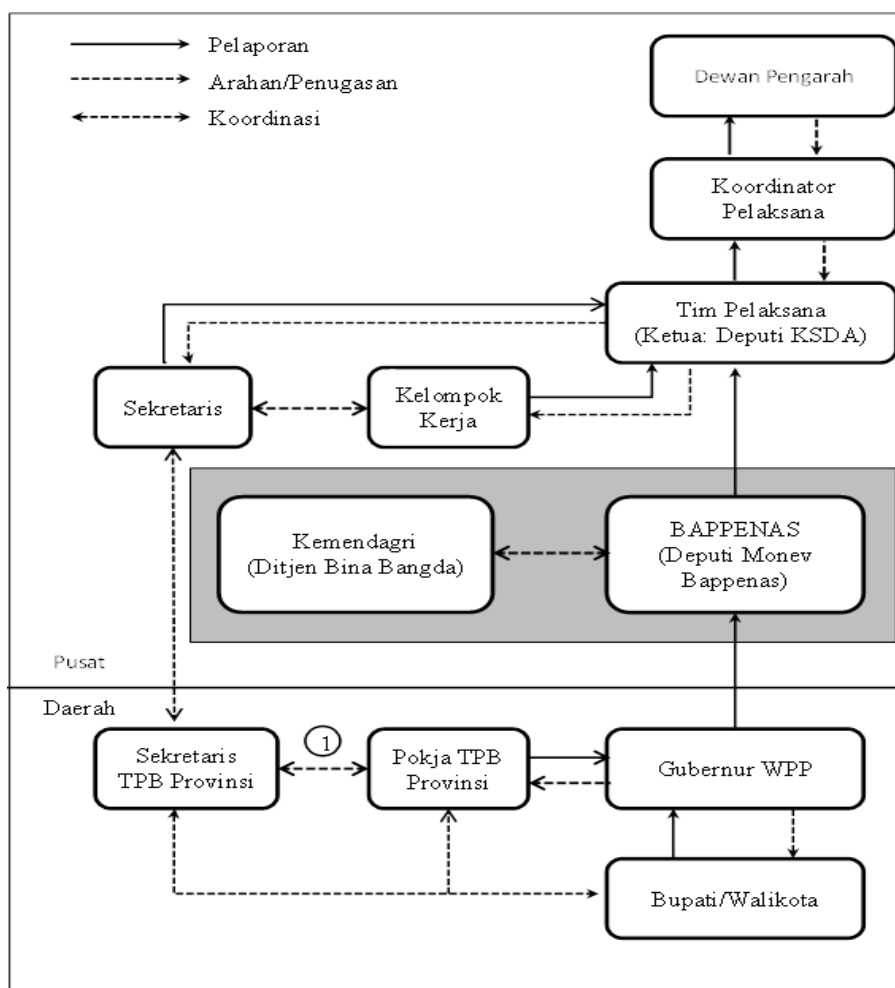 Pelaporan
Arahan/Penugasan
Koordinasi
Dewan Pengarah
Koordinator
Pelaksana
Tim Pelaksana
(Ketua: Deputi KSDA)
Sekretaris
Kelompok
Kerja
Kemendagri
(Ditjen Bina Bangda)
BAPPENAS
(Deputi Monev
Bappenas)
Pusat
Daerah
Sekretaris
TPB Provinsi
1
Pokja TPB
Provinsi
Gubernur WPP
Bupati/Walikota